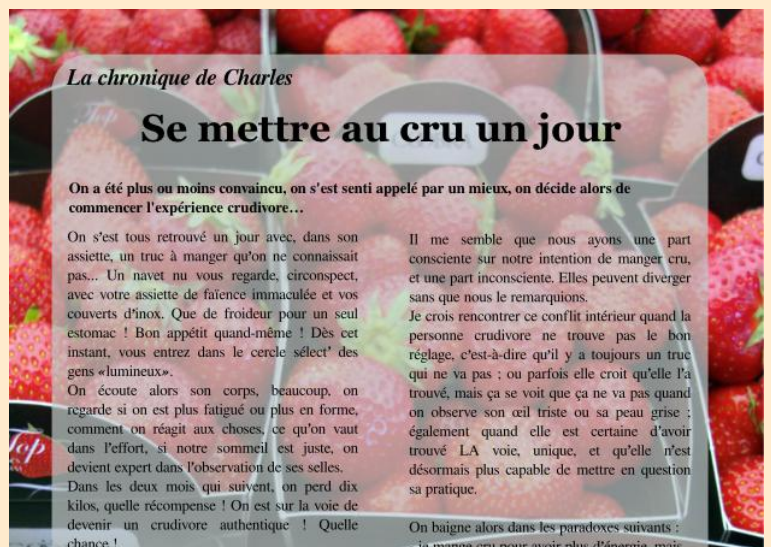 La chronique de Charles
Se mettre au cru un jour
On a été plus ou moins convaincu, on s'est senti appelé par un mieux, on décide alors de
commencer l'expérience crudivore…
On s'est tous retrouvé un jour avec, dans son
assiette, un truc à manger qu'on ne connaissait
pas... Un navet nu vous regarde, circonspect,
avec votre assiette de faïence immaculée et vos
couverts d'inox. Que de froideur pour un seul
estomac ! Bon appétit quand-même ! Dès cet
instant, vous entrez dans le cercle sélect' des
gens «lumineux».
On écoute alors son corps, beaucoup, on
regarde si on est plus fatigué ou plus en forme,
comment on réagit aux choses, ce qu'on vaut
dans l'effort, si notre sommeil est juste, on
devient expert dans l'observation de ses selles.
Dans les deux mois qui suivent, on perd dix
kilos, quelle récompense ! On est sur la voie de
devenir un crudivore authentique ! Quelle
chance !
Il me semble que nous ayons une part
consciente sur notre intention de manger cru,
et une part inconsciente. Elles peuvent diverger
sans que nous le remarquions.
Je crois rencontrer ce conflit intérieur quand la
personne crudivore ne trouve pas le bon
réglage, c'est-à-dire qu'il y a toujours un truc
qui ne va pas ; ou parfois elle croit qu'elle l'a
trouvé, mais ça se voit que ça ne va pas quand
on observe son œil triste ou sa peau grise ;
également quand elle est certaine d'avoir
trouvé LA voie, unique, et qu'elle n'est
désormais plus capable de mettre en question
sa pratique.
On baigne alors dans les paradoxes suivants :
- je mange cru pour avoir plus d'énergie, mais
Top
Top